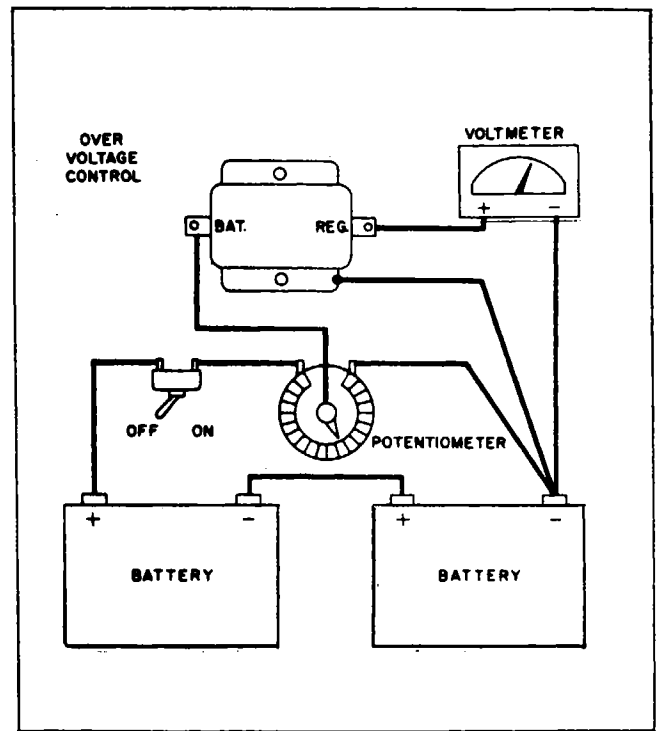 OVER
VOLTAGE
CONTROL
VOLTMETER
BAT.
REG.
+ −
OFF ON
POTENTIOMETER
+ −
+ −
BATTERY
BATTERY